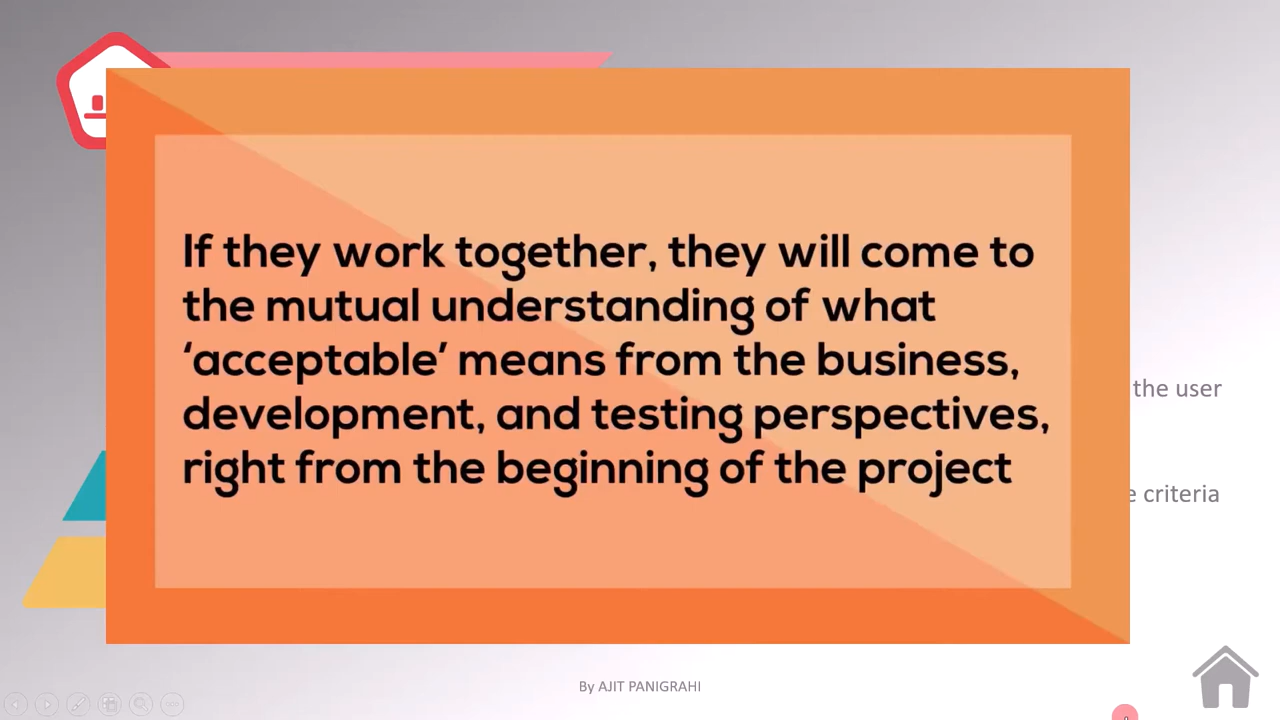 If they work together, they will come to
the mutual understanding of what
‘acceptable’ means from the business,
development, and testing perspectives,
right from the beginning of the project
the user
criteria
By AJIT PANIGRAHI